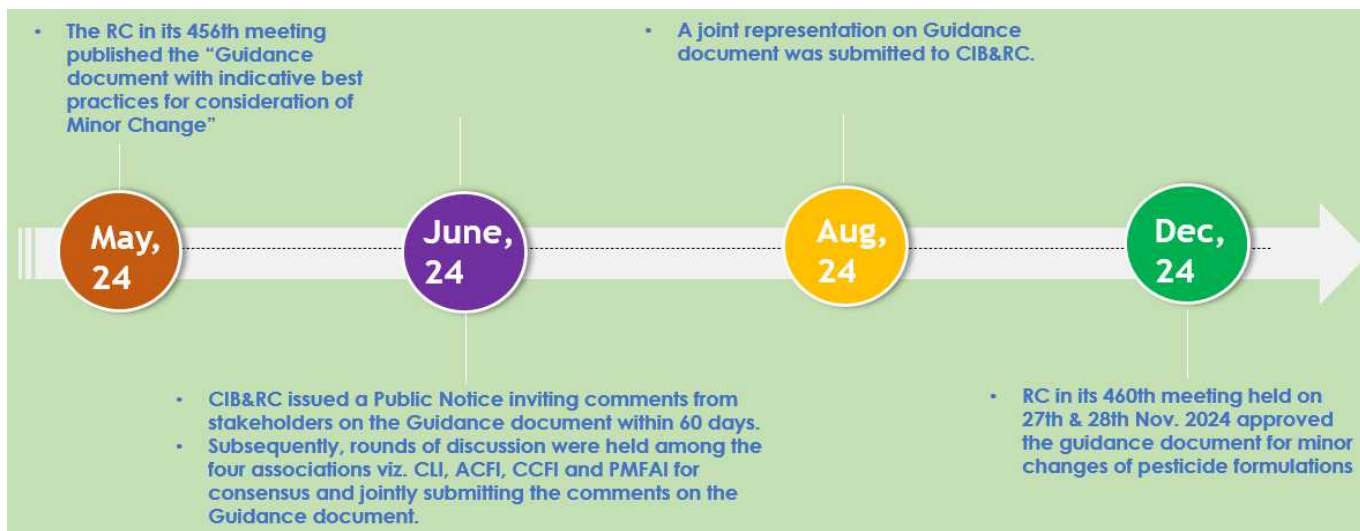 • The RC in its 456th meeting
published the “Guidance
document with indicative best
practices for consideration of
Minor Change”
• A joint representation on Guidance
document was submitted to CIB&RC.
May,
24
June,
24
Aug,
24
Dec,
24
• CIB&RC issued a Public Notice inviting comments from
stakeholders on the Guidance document within 60 days.
• Subsequently, rounds of discussion were held among the
four associations viz. CLI, ACFI, CCFI and PMFAI for
consensus and jointly submitting the comments on the
Guidance document.
• RC in its 460th meeting held on
27th & 28th Nov. 2024 approved
the guidance document for minor
changes of pesticide formulations